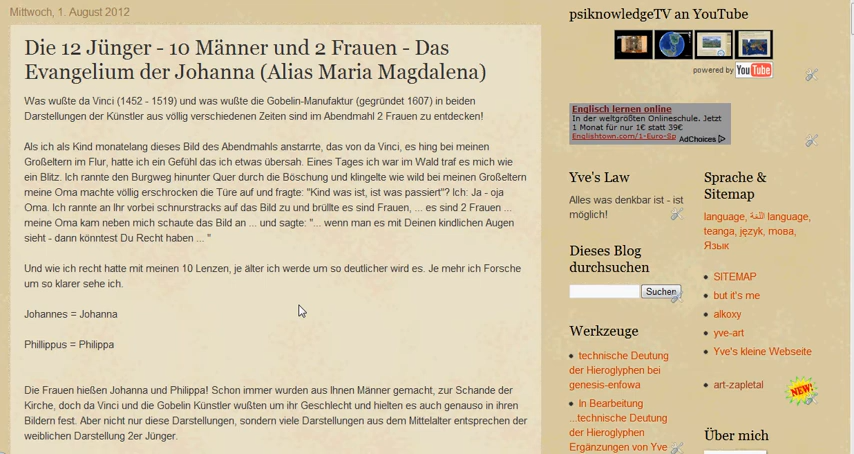 Mittwoch, 1. August 2012
Die 12 Jünger - 10 Männer und 2 Frauen - Das
Evangelium der Johanna (Alias Maria Magdalena)
Was wußte da Vinci (1452 - 1519) und was wußte die Gobelin-Manufaktur (gegründet 1607) in beiden
Darstellungen der Künstler aus völlig verschiedenen Zeiten sind im Abendmahl 2 Frauen zu entdecken!
Als ich als Kind monatelang dieses Bild des Abendmahls anstarrte, das von da Vinci, es hing bei meinen
Großeltern im Flur, hatte ich ein Gefühl das ich etwas übersah. Eines Tages ich war im Wald traf es mich wie
ein Blitz. Ich rannte den Burgweg hinunter Quer durch die Böschung und klingelte wie wild bei meinen Großeltern
meine Oma machte völlig erschrocken die Türe auf und fragte: "Kind was ist, ist was passiert"? Ich: Ja - oja
Oma. Ich rannte an Ihr vorbei schnurstracks auf das Bild zu und brüllte es sind Frauen, ... es sind 2 Frauen ...
meine Oma kam neben mich schaute das Bild an ... und sagte: "... wenn man es mit Deinen kindlichen Augen
sieht - dann könntest Du Recht haben ... "
Und wie ich recht hatte mit meinen 10 Lenzen, je älter ich werde um so deutlicher wird es. Je mehr ich Forsche
um so klarer sehe ich.
Johannes = Johanna
Phillippus = Philippa
Die Frauen hießen Johanna und Philippa! Schon immer wurden aus Ihnen Männer gemacht, zur Schande der
Kirche, doch da Vinci und die Gobelin Künstler wußten um ihr Geschlecht und hielten es auch genauso in ihren
Bildern fest. Aber nicht nur diese Darstellungen, sondern viele Darstellungen aus dem Mittelalter entsprechen der
weiblichen Darstellung 2er Jünger.
psiknowledgeTV an YouTube
powered by YouTube
Englisch lernen online
In der weltgrößten Onlineschule. Jetzt
1 Monat für nur 1€ statt 39€
Englishtown.com/1-Euro-Sp AdChoices
Yve's Law
Alles was denkbar ist - ist
möglich!
Dieses Blog
durchsuchen
Suchen
Werkzeuge
technische Deutung
der Hieroglyphen bei
genesis-enfowa
In Bearbeitung
...technische Deutung
der Hieroglyphen
Ergänzungen von Yve
Sprache &
Sitemap
language, اللغة language,
teanga, język, мова,
Язык
SITEMAP
but it's me
alkoxy
yve-art
Yve's kleine Webseite
art-zapletal
NEW!
Über mich